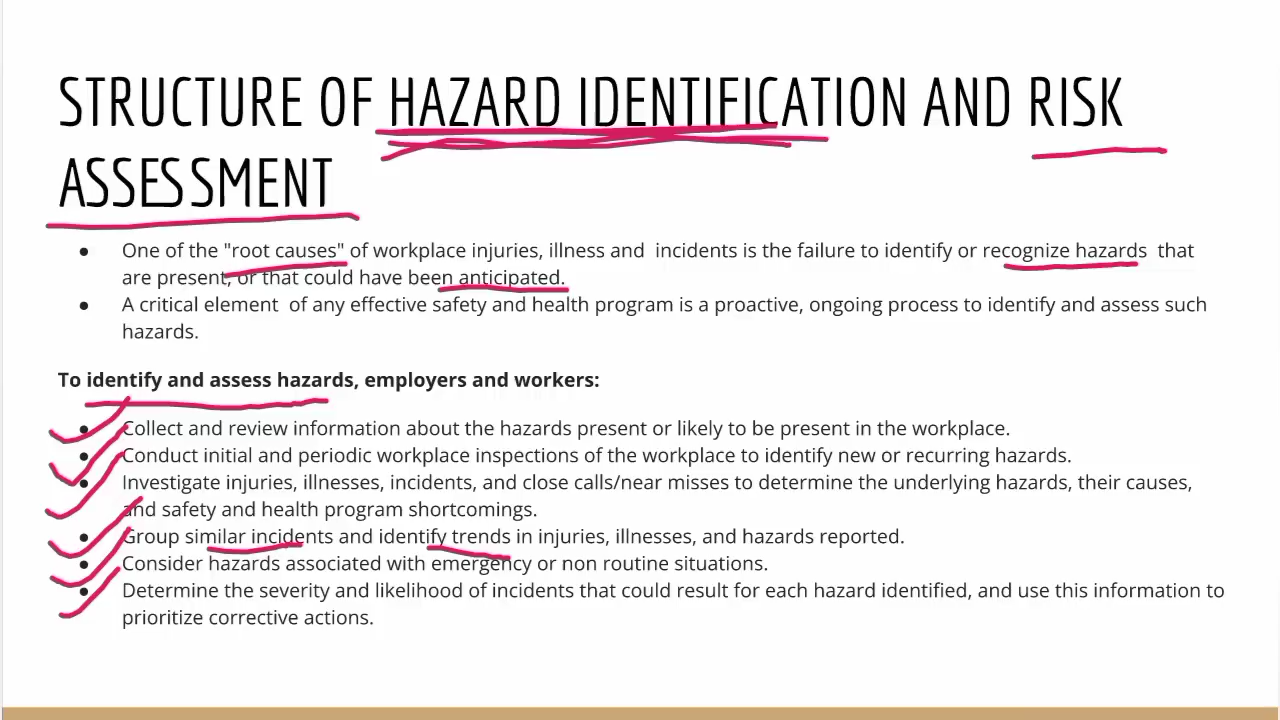 STRUCTURE OF HAZARD IDENTIFICATION AND RISK
ASSESSMENT
● One of the "root causes" of workplace injuries, illness and incidents is the failure to identify or recognize hazards that
are present, or that could have been anticipated.
● A critical element of any effective safety and health program is a proactive, ongoing process to identify and assess such
hazards.
To identify and assess hazards, employers and workers:
● Collect and review information about the hazards present or likely to be present in the workplace.
● Conduct initial and periodic workplace inspections of the workplace to identify new or recurring hazards.
● Investigate injuries, illnesses, incidents, and close calls/near misses to determine the underlying hazards, their causes,
and safety and health program shortcomings.
● Group similar incidents and identify trends in injuries, illnesses, and hazards reported.
● Consider hazards associated with emergency or non routine situations.
● Determine the severity and likelihood of incidents that could result for each hazard identified, and use this information to
prioritize corrective actions.